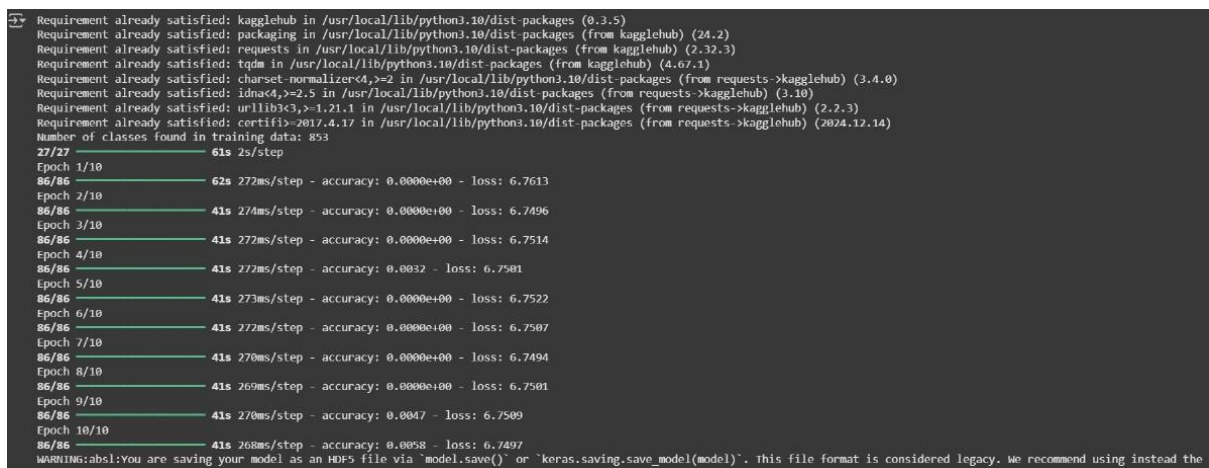 Requirement already satisfied: kagglehub in /usr/local/lib/python3.10/dist-packages (0.3.5)
Requirement already satisfied: packaging in /usr/local/lib/python3.10/dist-packages (from kagglehub) (24.2)
Requirement already satisfied: requests in /usr/local/lib/python3.10/dist-packages (from kagglehub) (2.32.3)
Requirement already satisfied: tqdm in /usr/local/lib/python3.10/dist-packages (from kagglehub) (4.67.1)
Requirement already satisfied: charset-normalizer<4,>=2 in /usr/local/lib/python3.10/dist-packages (from requests->kagglehub) (3.4.0)
Requirement already satisfied: idna<4,>=2.5 in /usr/local/lib/python3.10/dist-packages (from requests->kagglehub) (3.10)
Requirement already satisfied: urllib3<3,>=1.21.1 in /usr/local/lib/python3.10/dist-packages (from requests->kagglehub) (2.2.3)
Requirement already satisfied: certifi>=2017.4.17 in /usr/local/lib/python3.10/dist-packages (from requests->kagglehub) (2024.12.14)
Number of classes found in training data: 853
27/27 61s 2s/step
Epoch 1/10
86/86 62s 272ms/step - accuracy: 0.0000e+00 - loss: 6.7613
Epoch 2/10
86/86 41s 274ms/step - accuracy: 0.0000e+00 - loss: 6.7496
Epoch 3/10
86/86 41s 272ms/step - accuracy: 0.0000e+00 - loss: 6.7514
Epoch 4/10
86/86 41s 272ms/step - accuracy: 0.0032 - loss: 6.7501
Epoch 5/10
86/86 41s 273ms/step - accuracy: 0.0000e+00 - loss: 6.7522
Epoch 6/10
86/86 41s 272ms/step - accuracy: 0.0000e+00 - loss: 6.7507
Epoch 7/10
86/86 41s 270ms/step - accuracy: 0.0000e+00 - loss: 6.7494
Epoch 8/10
86/86 41s 269ms/step - accuracy: 0.0000e+00 - loss: 6.7501
Epoch 9/10
86/86 41s 270ms/step - accuracy: 0.0047 - loss: 6.7509
Epoch 10/10
86/86 41s 268ms/step - accuracy: 0.0058 - loss: 6.7497
WARNING:absl:You are saving your model as an HDF5 file via `model.save()` or `keras.saving.save_model(model)`. This file format is considered legacy. We recommend using instead the